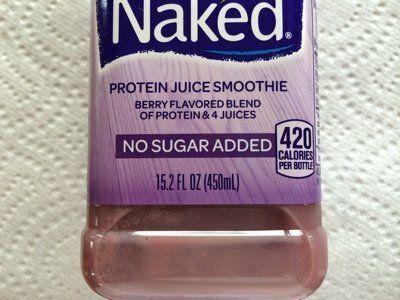 Naked®
PROTEIN JUICE SMOOTHIE
BERRY FLAVORED BLEND
OF PROTEIN & 4 JUICES
NO SUGAR ADDED
420
CALORIES
PER BOTTLE
15.2 FL OZ (450mL)